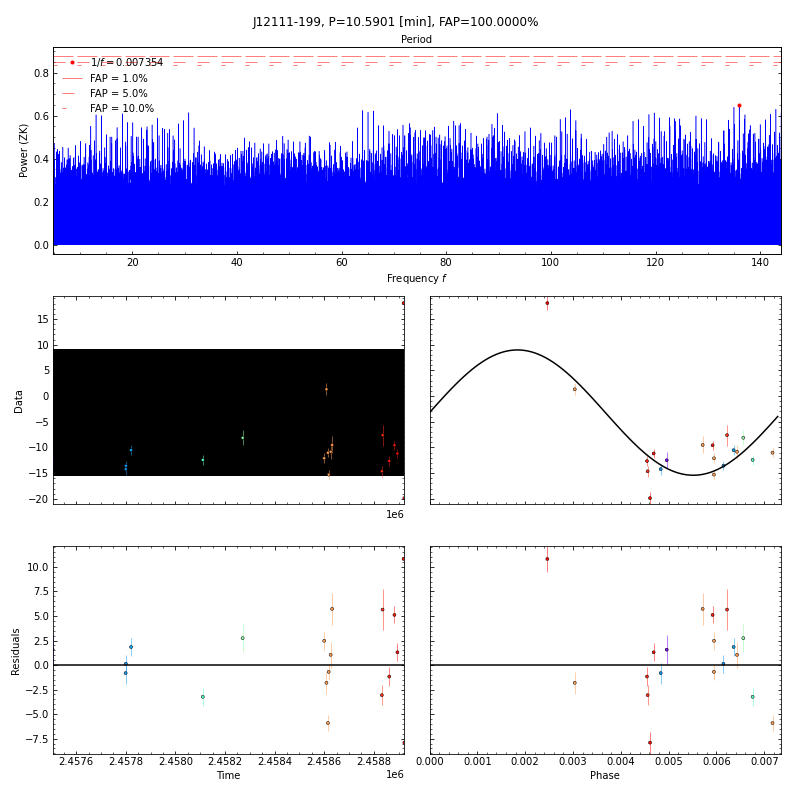 J12111-199, P=10.5901 [min], FAP=100.0000%
Period
1/f=0.007354
FAP = 1.0%
FAP = 5.0%
FAP = 10.0%
0.8
0.6
0.4
0.2
0.0
Power (ZK)
20 40 60 80 100 120 140
Frequency f
15
10
5
0
−5
−10
−15
−20
Data
1e6
10.0
7.5
5.0
2.5
0.0
−2.5
−5.0
−7.5
Residuals
2.4576 2.4578 2.4580 2.4582 2.4584 2.4586 2.4588
1e6
Time
0.000 0.001 0.002 0.003 0.004 0.005 0.006 0.007
Phase